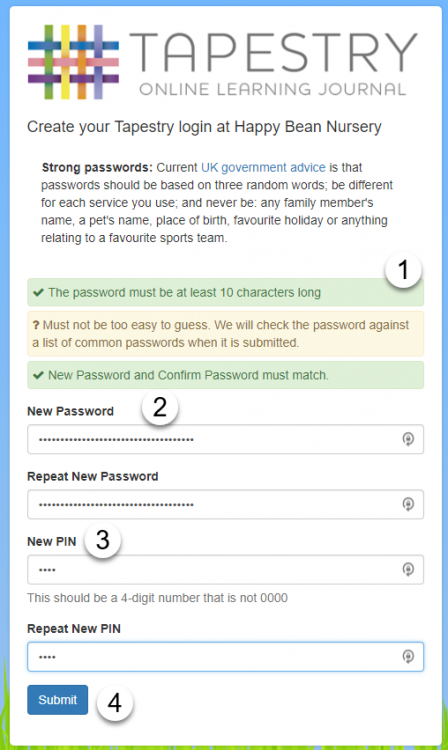 TAPESTRY
ONLINE LEARNING JOURNAL
Create your Tapestry login at Happy Bean Nursery
Strong passwords: Current UK government advice is that
passwords should be based on three random words; be different
for each service you use; and never be: any family member's
name, a pet's name, place of birth, favourite holiday or anything
relating to a favourite sports team.
1
✔ The password must be at least 10 characters long
? Must not be too easy to guess. We will check the password against
a list of common passwords when it is submitted.
✔ New Password and Confirm Password must match.
New Password
2
Repeat New Password
New PIN
3
••••
This should be a 4-digit number that is not 0000
Repeat New PIN
••••
Submit
4